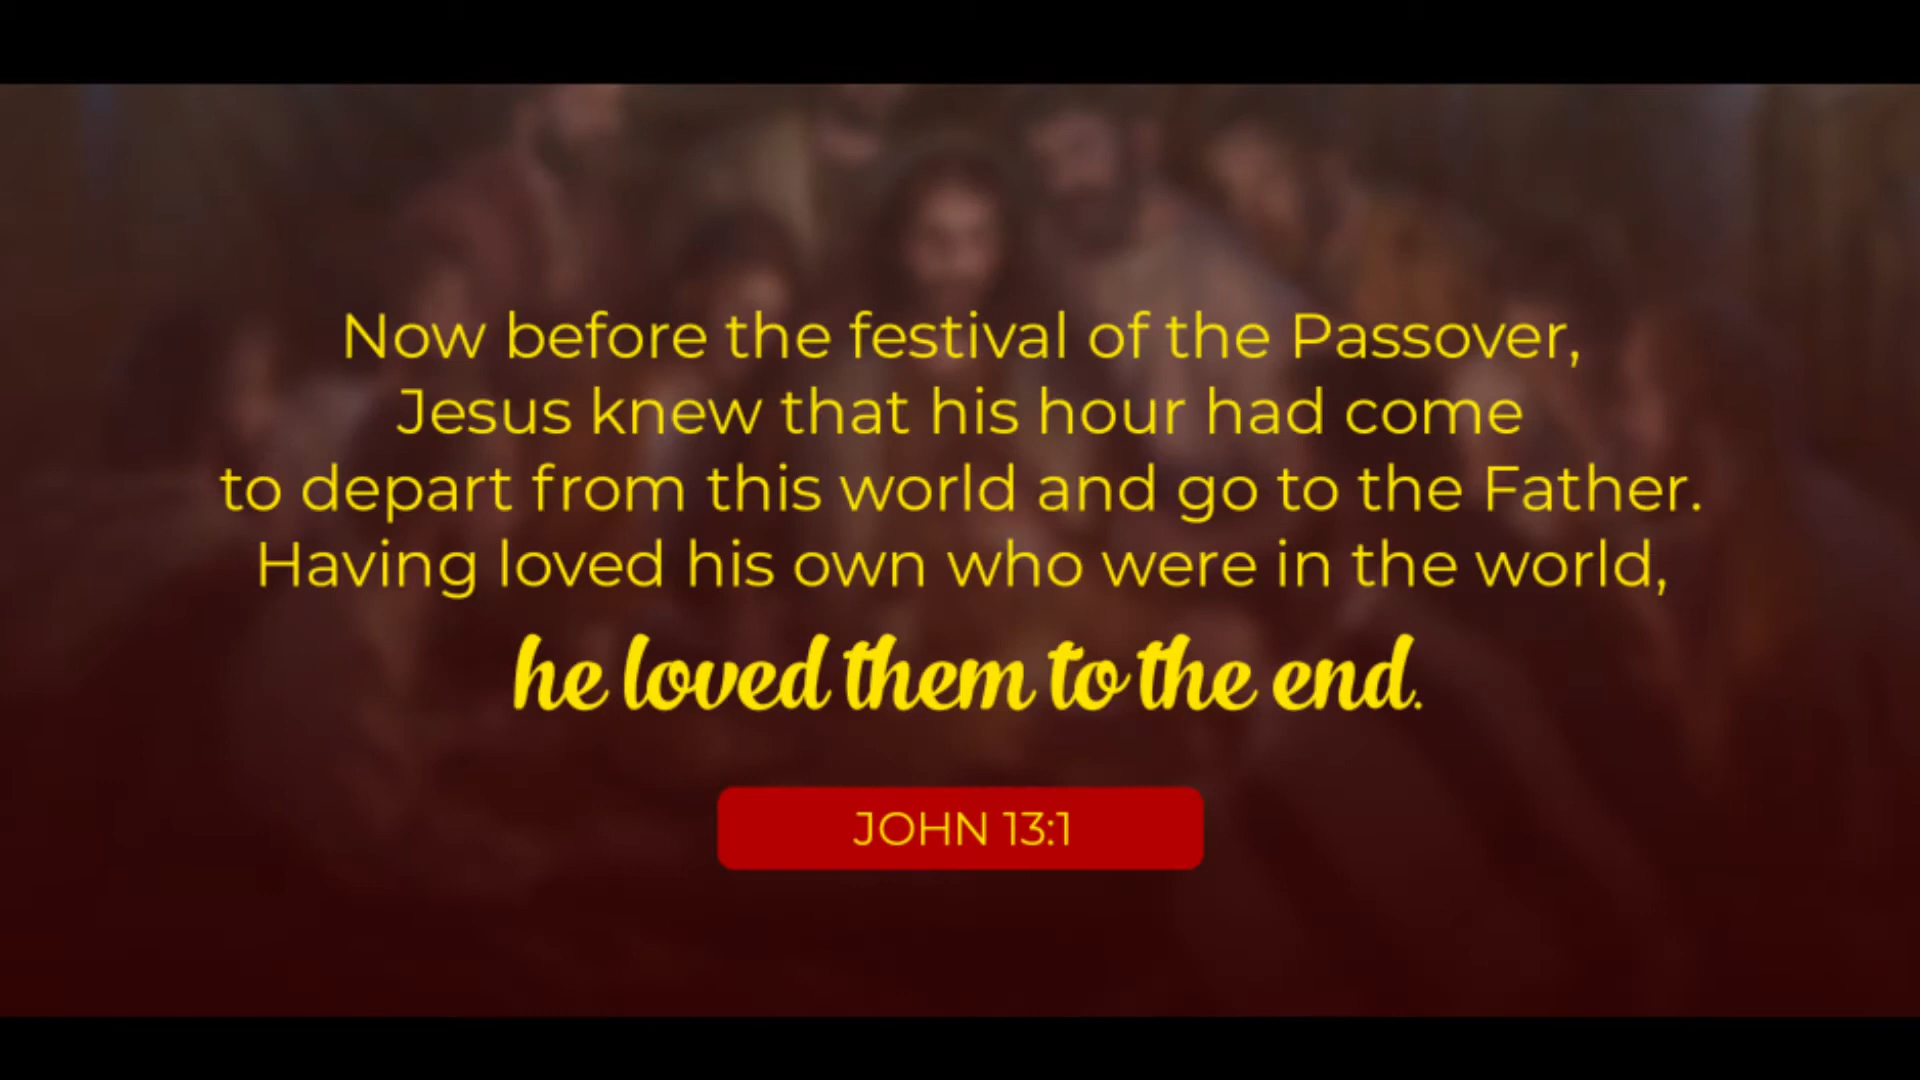 Now before the festival of the Passover,
Jesus knew that his hour had come
to depart from this world and go to the Father.
Having loved his own who were in the world,
he loved them to the end.
JOHN 13:1